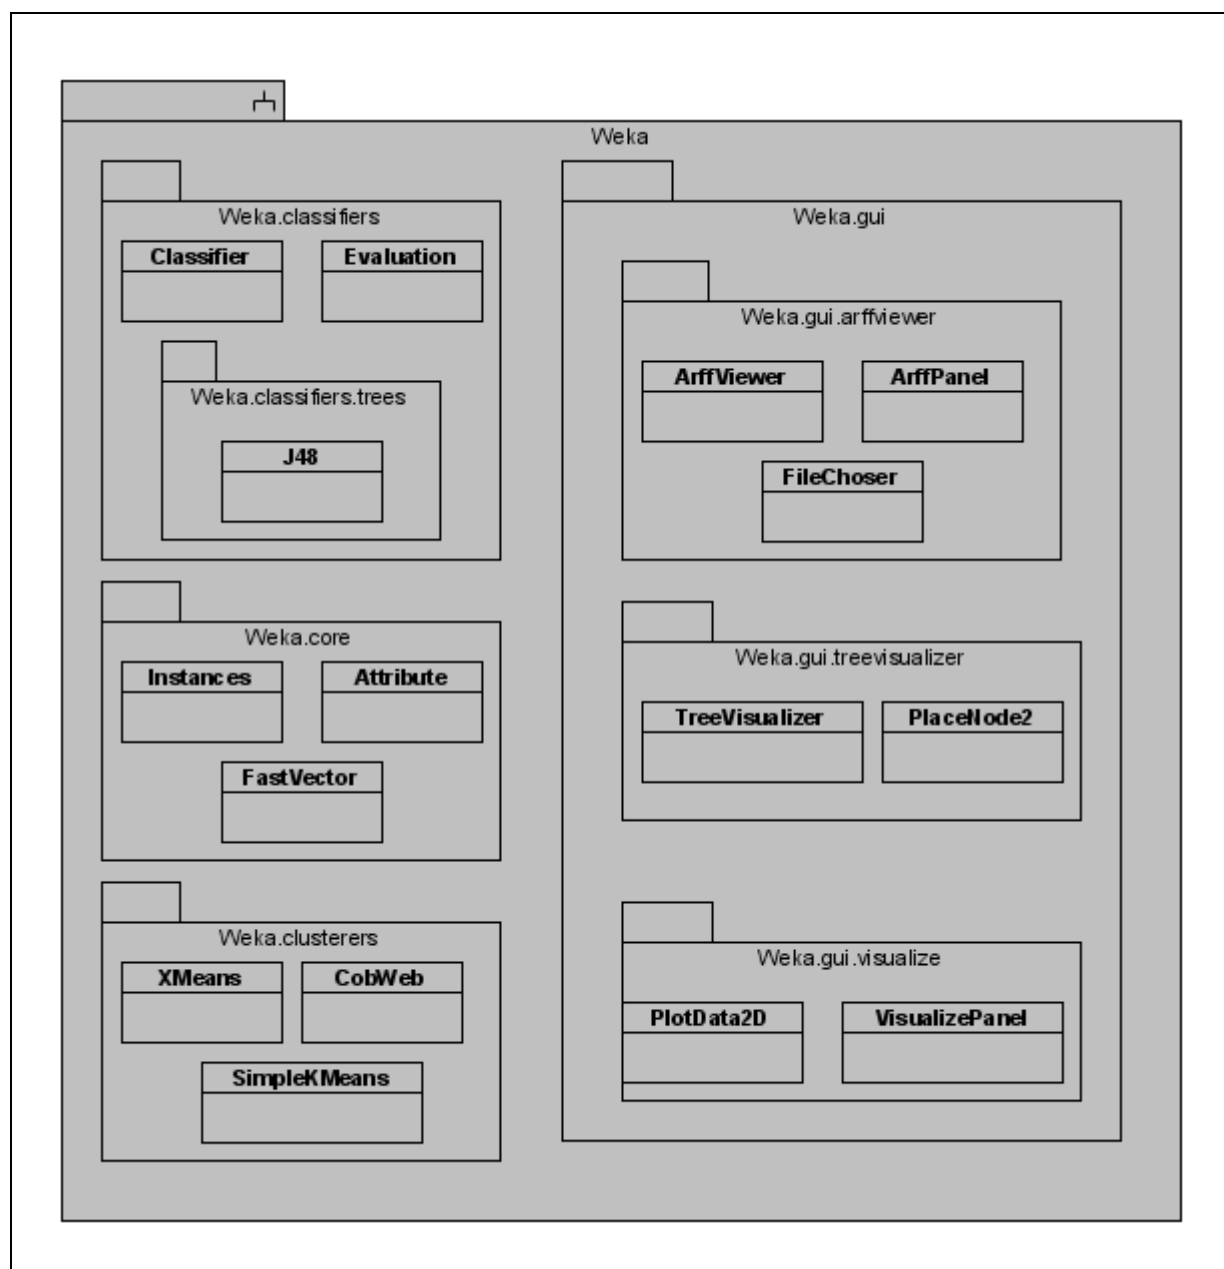 Weka
Weka.classifiers
Classifier
Evaluation
Weka.classifiers.trees
J48
Weka.core
Instances
Attribute
FastVector
Weka.clusterers
XMeans
CobWeb
SimpleKMeans
Weka.gui
Weka.gui.arffviewer
ArffViewer
ArffPanel
FileChoser
Weka.gui.treevisualizer
TreeVisualizer
PlaceNode2
Weka.gui.visualize
PlotData2D
VisualizePanel